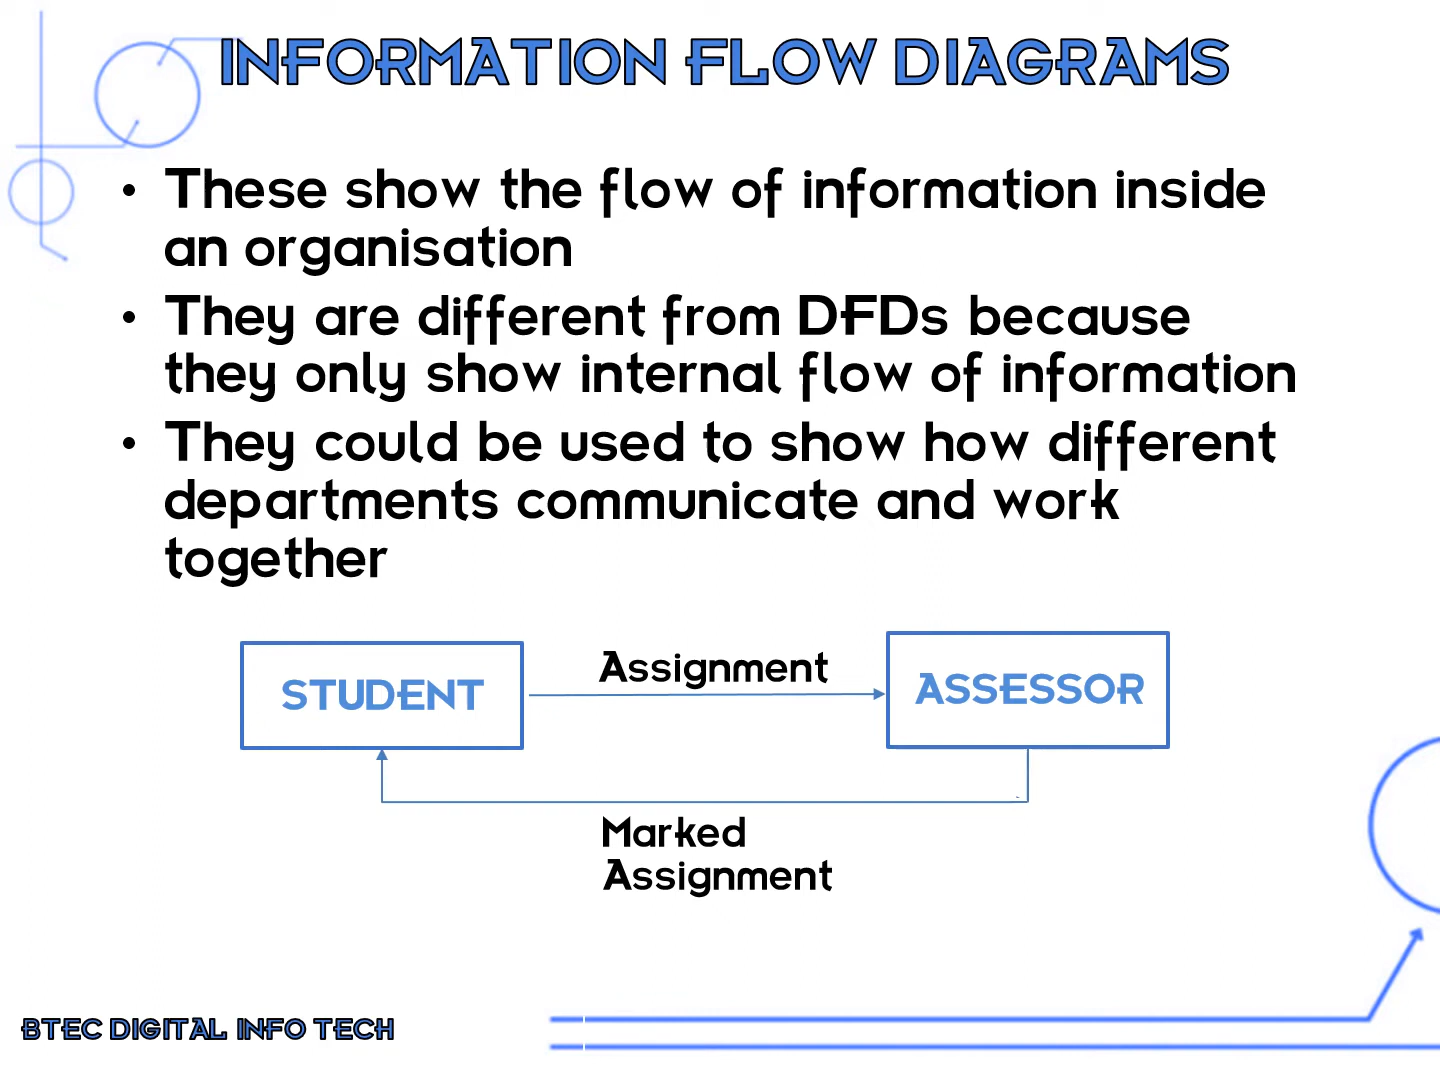 INFORMATION FLOW DIAGRAMS
• These show the flow of information inside
an organisation
• They are different from DFDs because
they only show internal flow of information
• They could be used to show how different
departments communicate and work
together
STUDENT
Assignment
ASSESSOR
Marked
Assignment
BTEC DIGITAL INFO TECH